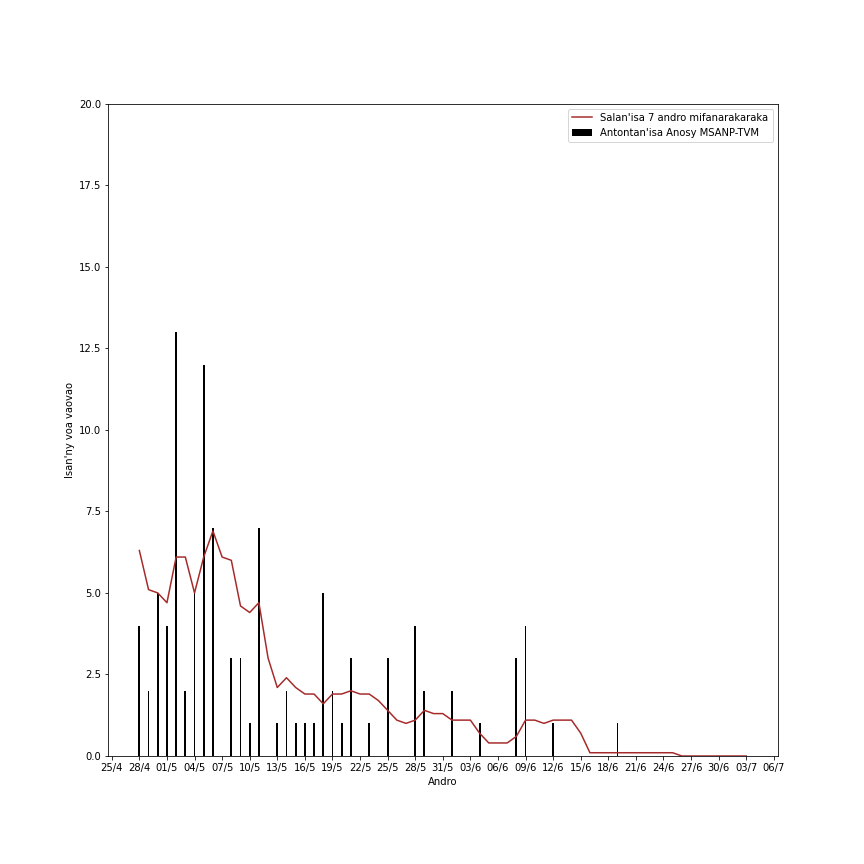 20.0
17.5
15.0
12.5
10.0
7.5
5.0
2.5
0.0
Isan'ny voa vaovao
Salan'isa 7 andro mifanarakaraka
Antontan'isa Anosy MSANP-TVM
25/4 28/4 01/5 04/5 07/5 10/5 13/5 16/5 19/5 22/5 25/5 28/5 31/5 03/6 06/6 09/6 12/6 15/6 18/6 21/6 24/6 27/6 30/6 03/7 06/7
Andro